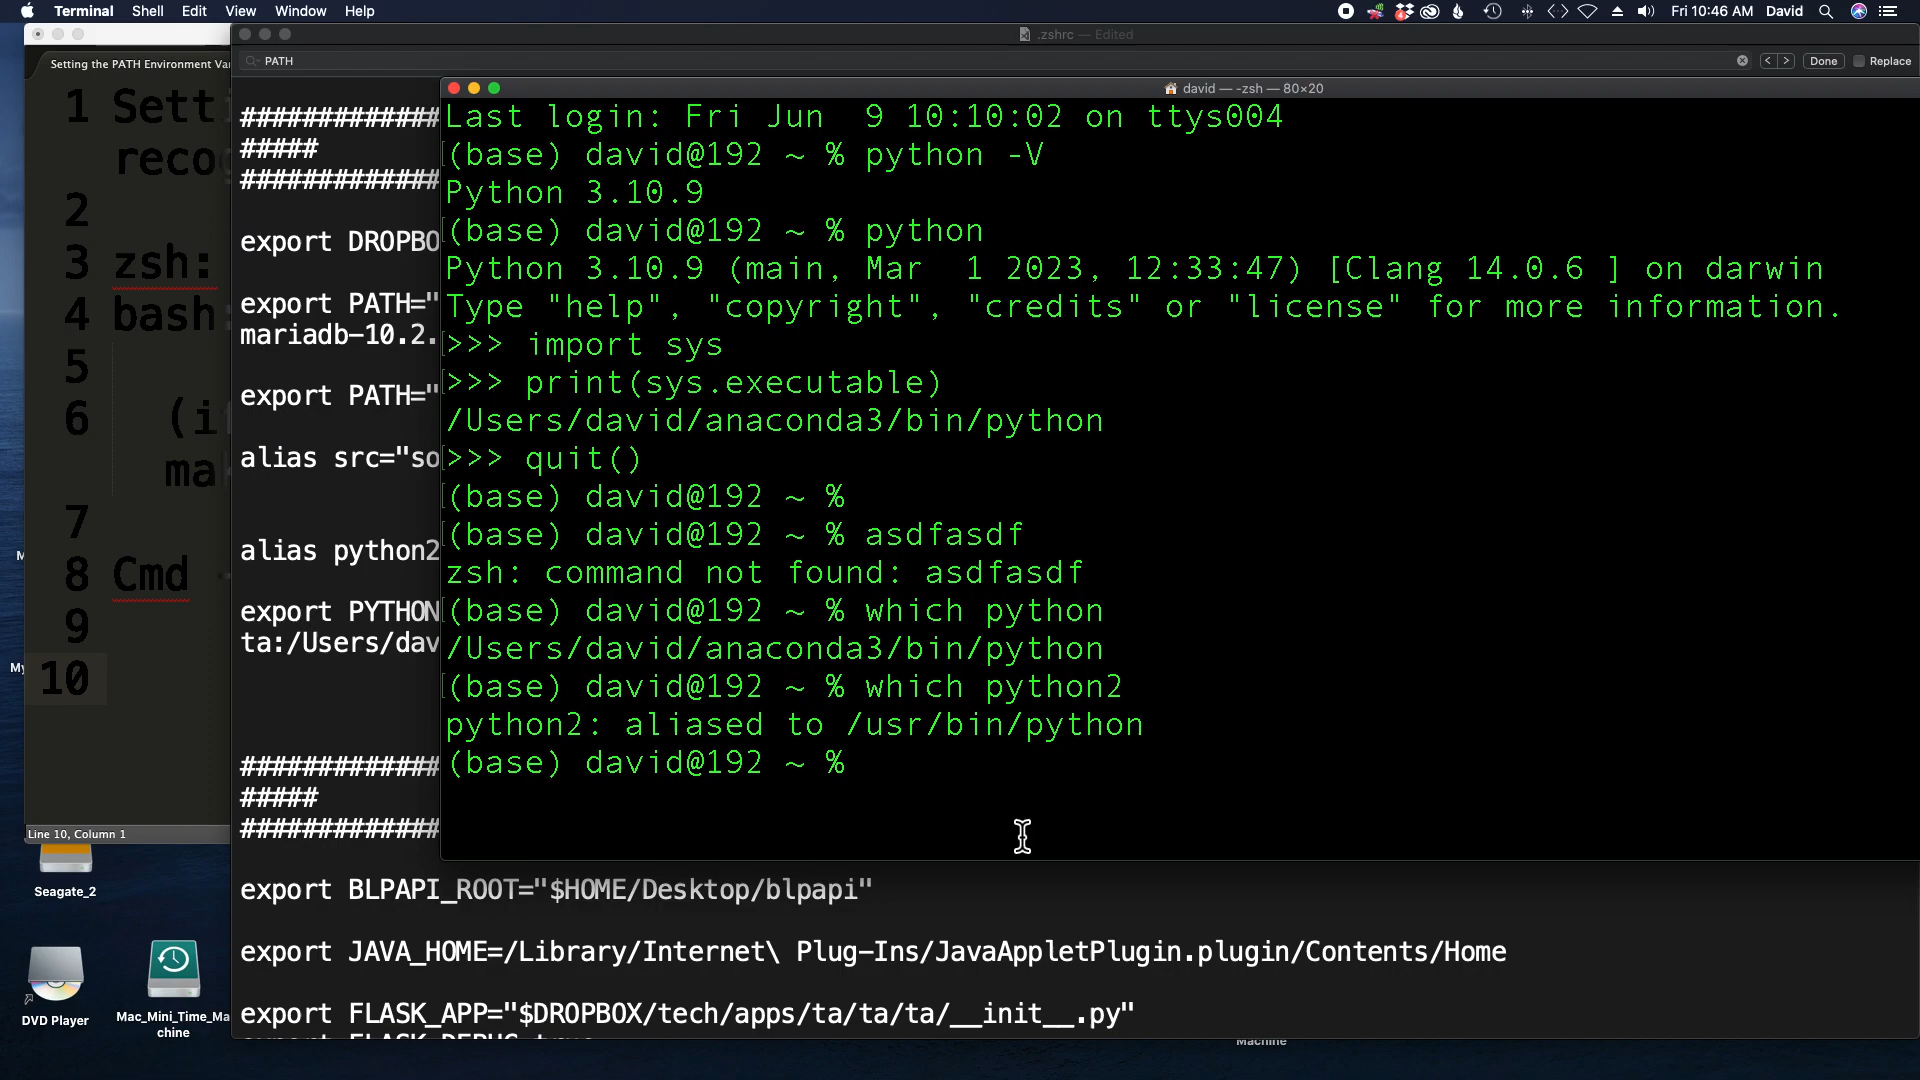 Terminal Shell Edit View Window Help Fri 10:46 AM David
.zshrc — Edited
PATH Done Replace
Setting the PATH Environment Va
1 Sett
reco
2
3 zsh:
4 bash
5
6 (i
ma
7
8 Cmd
9
10
Line 10, Column 1
###############
#####
###############
export DROPBO
export PATH="
mariadb-10.2.
export PATH="
alias src="so
alias python2
export PYTHON
ta:/Users/dav
###############
#####
###############
export BLPAPI_ROOT="$HOME/Desktop/blpapi"
export JAVA_HOME=/Library/Internet\ Plug-Ins/JavaAppletPlugin.plugin/Contents/Home
export FLASK_APP="$DROPBOX/tech/apps/ta/ta/ta/__init__.py"
david — -zsh — 80×20
Last login: Fri Jun  9 10:10:02 on ttys004
(base) david@192 ~ % python -V
Python 3.10.9
(base) david@192 ~ % python
Python 3.10.9 (main, Mar  1 2023, 12:33:47) [Clang 14.0.6 ] on darwin
Type "help", "copyright", "credits" or "license" for more information.
>>> import sys
>>> print(sys.executable)
/Users/david/anaconda3/bin/python
>>> quit()
(base) david@192 ~ %
(base) david@192 ~ % asdfasdf
zsh: command not found: asdfasdf
(base) david@192 ~ % which python
/Users/david/anaconda3/bin/python
(base) david@192 ~ % which python2
python2: aliased to /usr/bin/python
(base) david@192 ~ %
Seagate_2
DVD Player
Mac_Mini_Time_Ma
chine
Machine